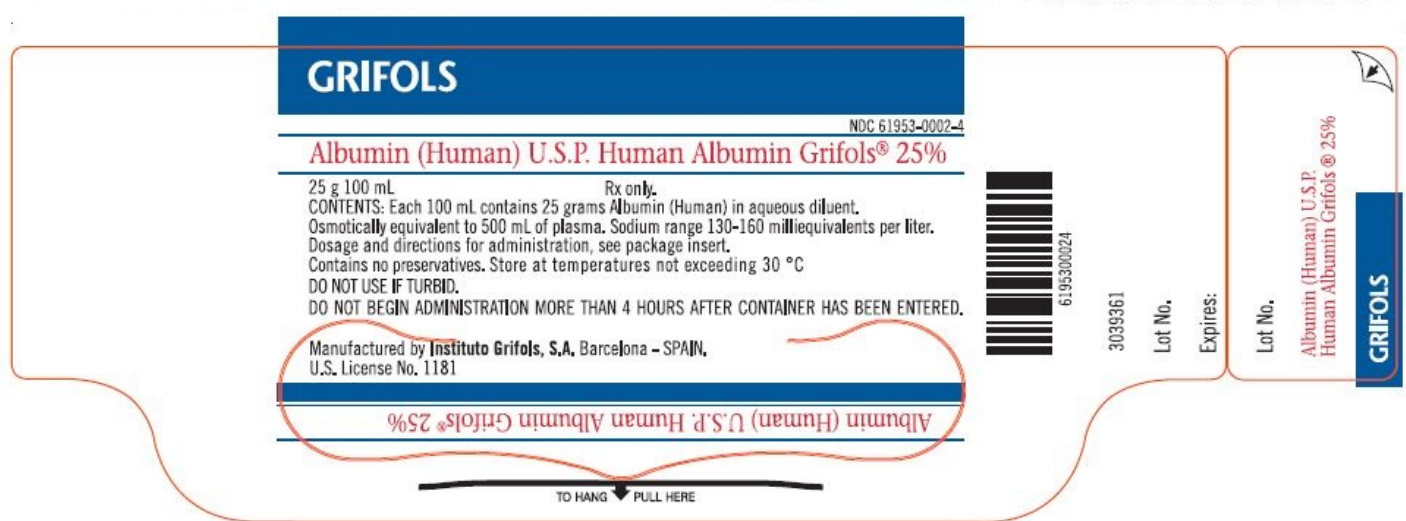 GRIFOLS
NDC 61953-0002-4
Albumin (Human) U.S.P. Human Albumin Grifols® 25%
25 g 100 mL Rx only.
CONTENTS: Each 100 mL contains 25 grams Albumin (Human) in aqueous diluent.
Osmotically equivalent to 500 mL of plasma. Sodium range 130-160 milliequivalents per liter.
Dosage and directions for administration, see package insert.
Contains no preservatives. Store at temperatures not exceeding 30 °C
DO NOT USE IF TURBID.
DO NOT BEGIN ADMINISTRATION MORE THAN 4 HOURS AFTER CONTAINER HAS BEEN ENTERED.
Manufactured by Instituto Grifols, S.A. Barcelona - SPAIN.
U.S. License No. 1181
Albumin (Human) U.S.P. Human Albumin Grifols® 25%
TO HANG PULL HERE
6195300024
3039361
Lot No.
Expires:
Lot No.
Albumin (Human) U.S.P.
Human Albumin Grifols ® 25%
GRIFOLS